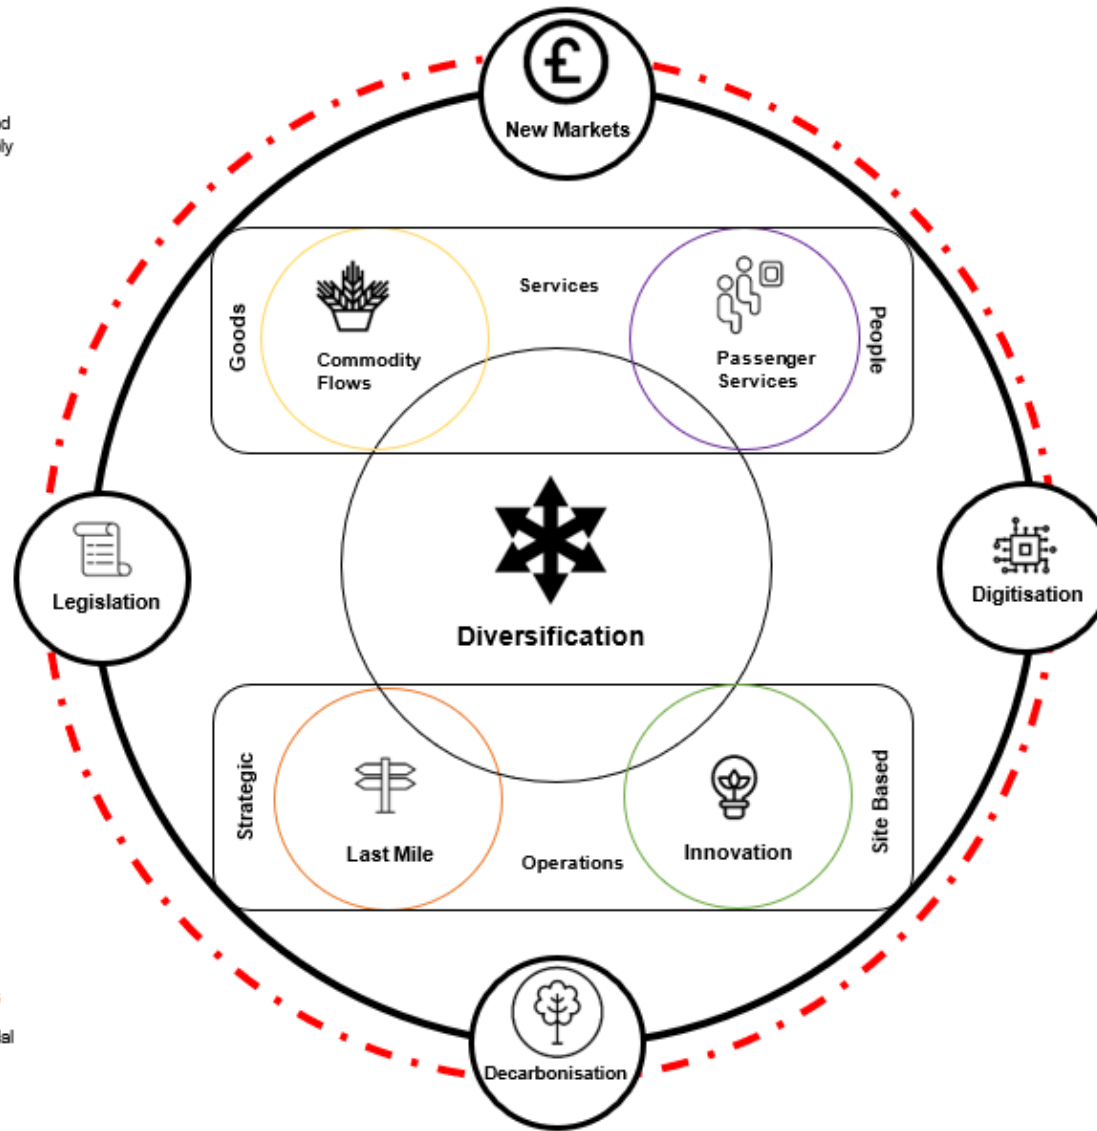 £
New Markets
Services
Goods
People
Commodity
Flows
Passenger
Services
Legislation
Digitisation
Diversification
Strategic
Site Based
Last Mile
Innovation
Operations
Decarbonisation